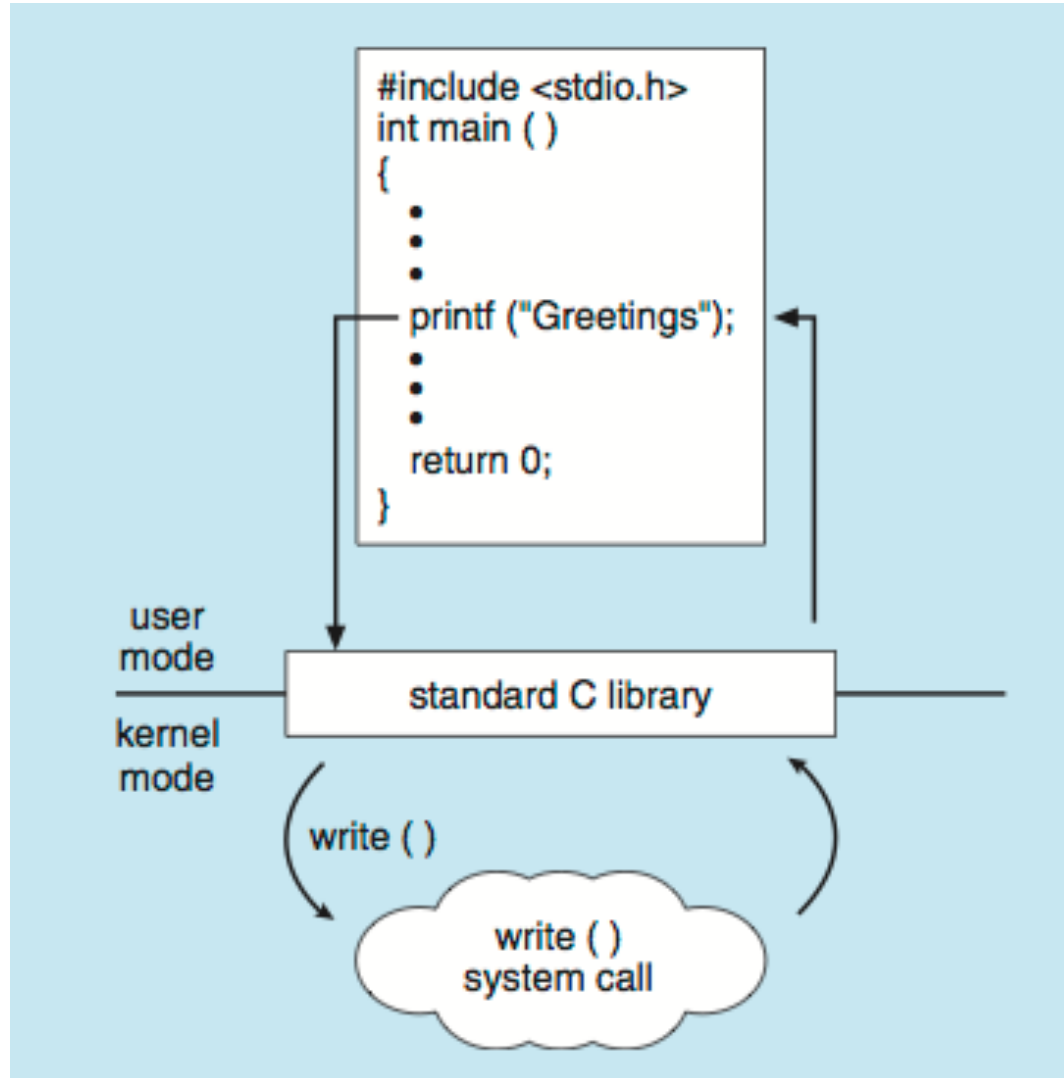 #include <stdio.h>
int main ( )
{
•
•
•
printf ("Greetings");
•
•
•
return 0;
}
user
mode
standard C library
kernel
mode
write ( )
write ( )
system call